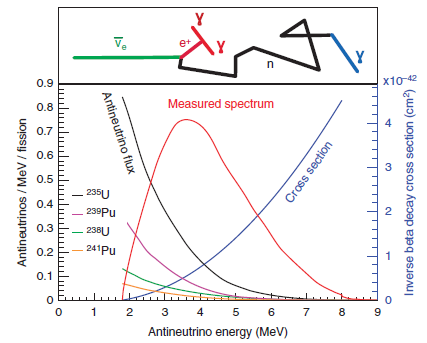 γ
ν̄e e+ γ n γ
x10-42
0.9
0.8
0.7
0.6
0.5
0.4
0.3
0.2
0.1
0
Antineutrinos / MeV / fission
Antineutrino flux
Measured spectrum
Cross section
235U
239Pu
238U
241Pu
4
3
2
1
0
Inverse beta decay cross section (cm2)
0 1 2 3 4 5 6 7 8 9
Antineutrino energy (MeV)